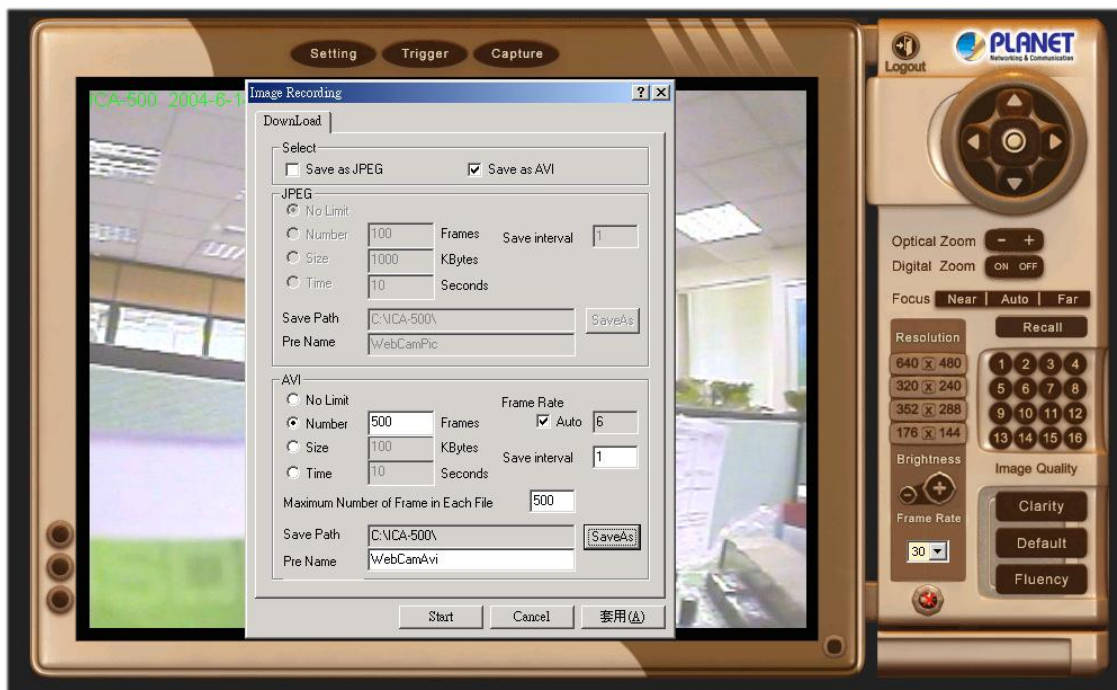 Setting
Trigger
Capture
Logout
PLANET
Networking & Communication
ICA-500 2004-6-1
Image Recording
DownLoad
Select
Save as JPEG
Save as AVI
JPEG
No Limit
Number 100 Frames
Save interval 1
Size 1000 KBytes
Time 10 Seconds
Save Path C:\ICA-500\ SaveAs
Pre Name WebCamPic
AVI
No Limit
Frame Rate
Number 500 Frames
Auto 6
Size 100 KBytes
Save interval 1
Time 10 Seconds
Maximum Number of Frame in Each File 500
Save Path C:\ICA-500\ SaveAs
Pre Name WebCamAvi
Start
Cancel
套用(A)
Optical Zoom - +
Digital Zoom ON OFF
Focus Near | Auto | Far
Resolution
640 x 480
320 x 240
352 x 288
176 x 144
Brightness
- +
Frame Rate
30
Recall
1 2 3 4
5 6 7 8
9 10 11 12
13 14 15 16
Image Quality
Clarity
Default
Fluency